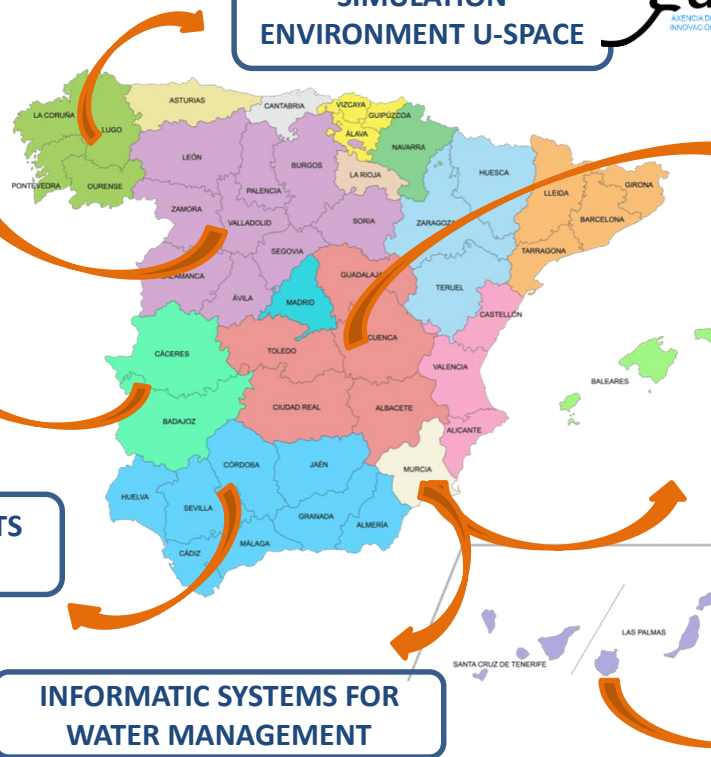 SIMULATION
ENVIRONMENT U-SPACE
AXENCIA DE
INNOVACIÓN
LA CORUÑA
LUGO
PONTEVEDRA
OURENSE
ASTURIAS
CANTABRIA
VIZCAYA
GUIPÚZCOA
ÁLAVA
NAVARRA
LA RIOJA
LEÓN
PALENCIA
BURGOS
ZAMORA
VALLADOLID
SORIA
SEGOVIA
SALAMANCA
ÁVILA
MADRID
HUESCA
ZARAGOZA
TERUEL
LLEIDA
GIRONA
BARCELONA
TARRAGONA
GUADALAJARA
CUENCA
TOLEDO
CIUDAD REAL
ALBACETE
CASTELLÓN
VALENCIA
ALICANTE
BALEARES
CÁCERES
BADAJOZ
MURCIA
HUELVA
SEVILLA
CÓRDOBA
JAÉN
CÁDIZ
MÁLAGA
GRANADA
ALMERÍA
TS
SANTA CRUZ DE TENERIFE
LAS PALMAS
INFORMATIC SYSTEMS FOR
WATER MANAGEMENT